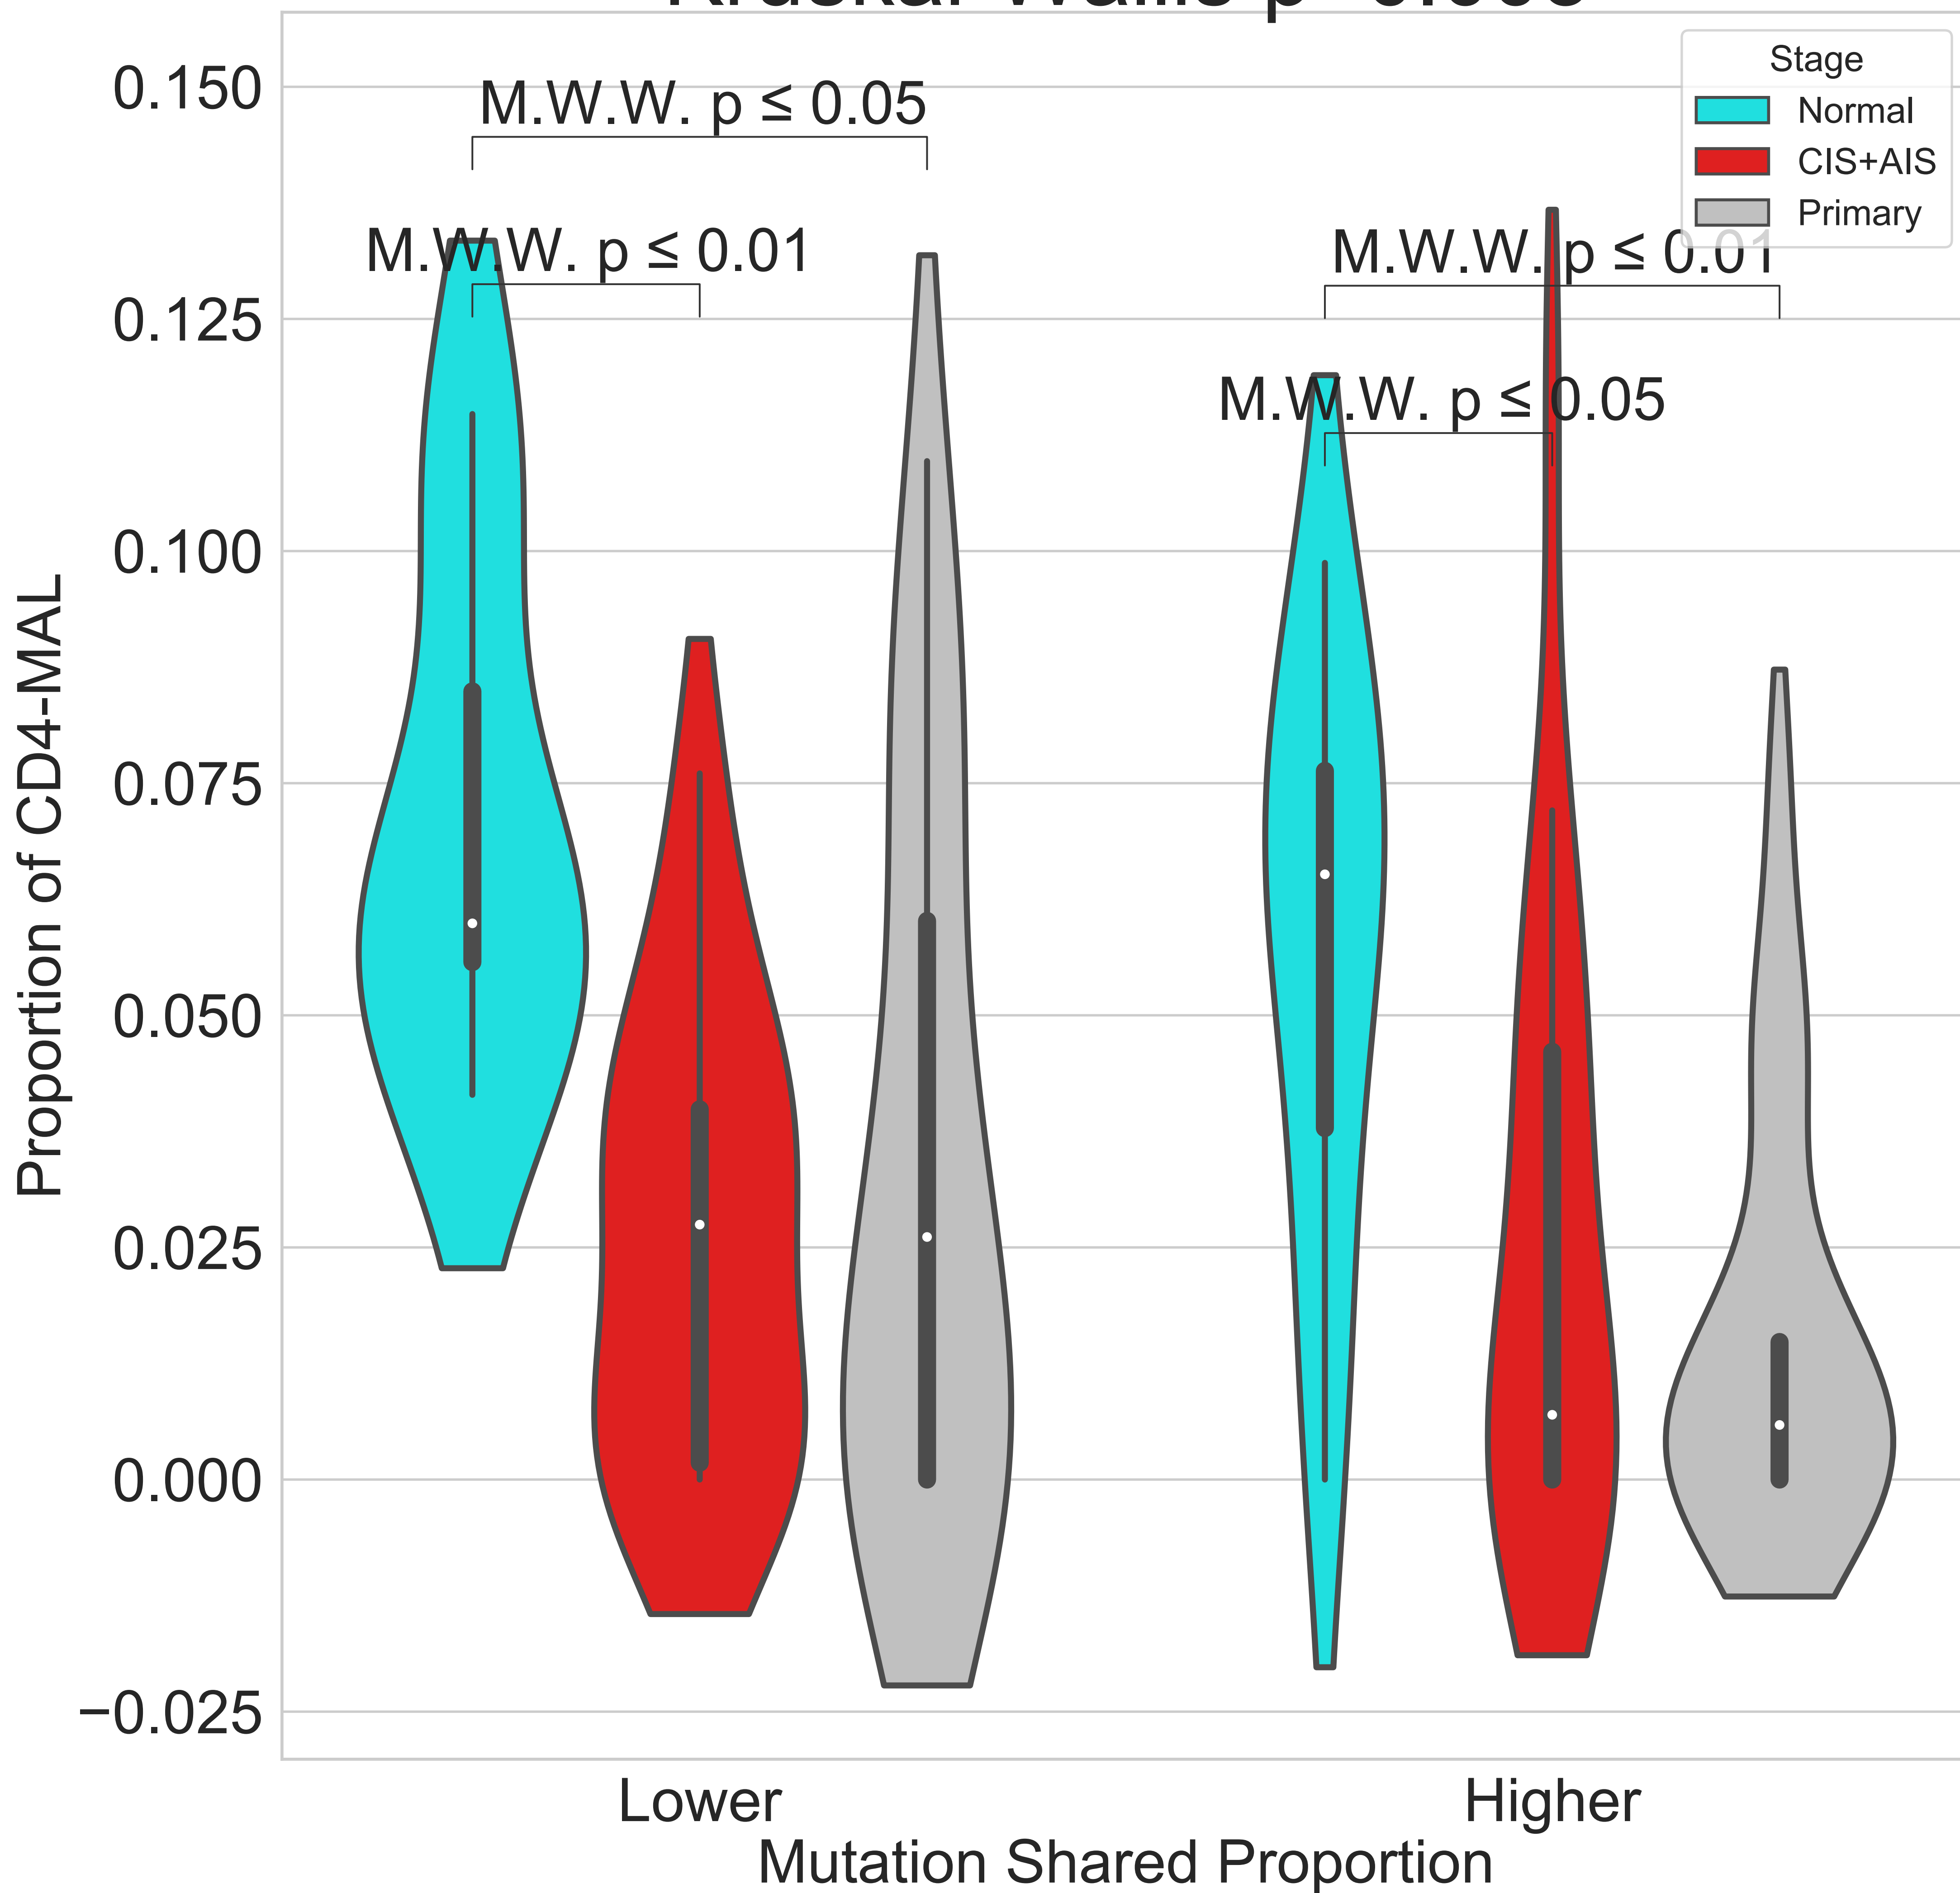 Stage
Normal
CIS+AIS
Primary
M.W.W. p ≤ 0.05
M.W.W. p ≤ 0.01
M.W.W. p ≤ 0.01
M.W.W. p ≤ 0.05
0.150
0.125
0.100
0.075
0.050
0.025
0.000
−0.025
Proportion of CD4-MAL
Lower
Higher
Mutation Shared Proportion